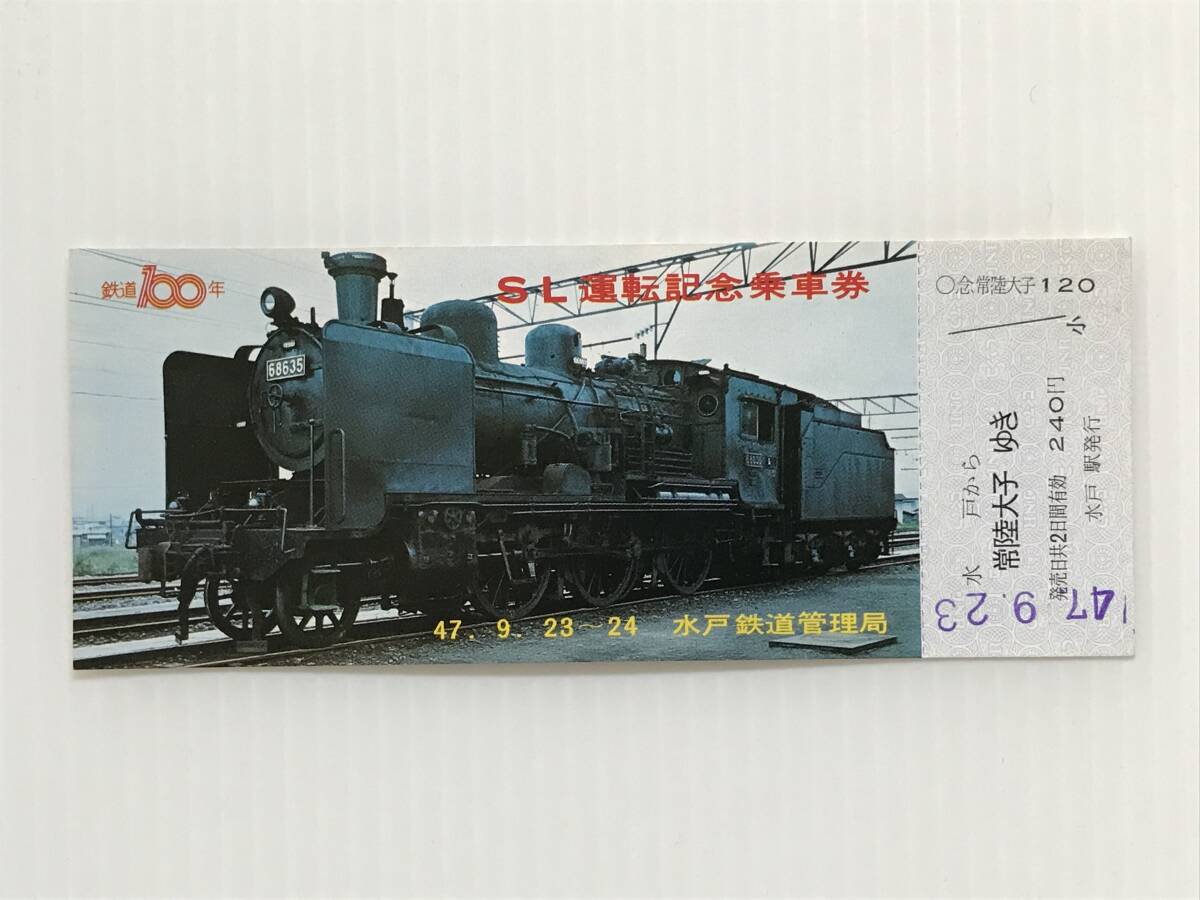 鉄道100年
SL運転記念乗車券
68635
47. 9. 23〜24 水戸鉄道管理局
〇念 常陸大子 120
小
水戸から
常陸大子 ゆき
発売日共2日間有効 240円
水戸 駅発行
47 9.23